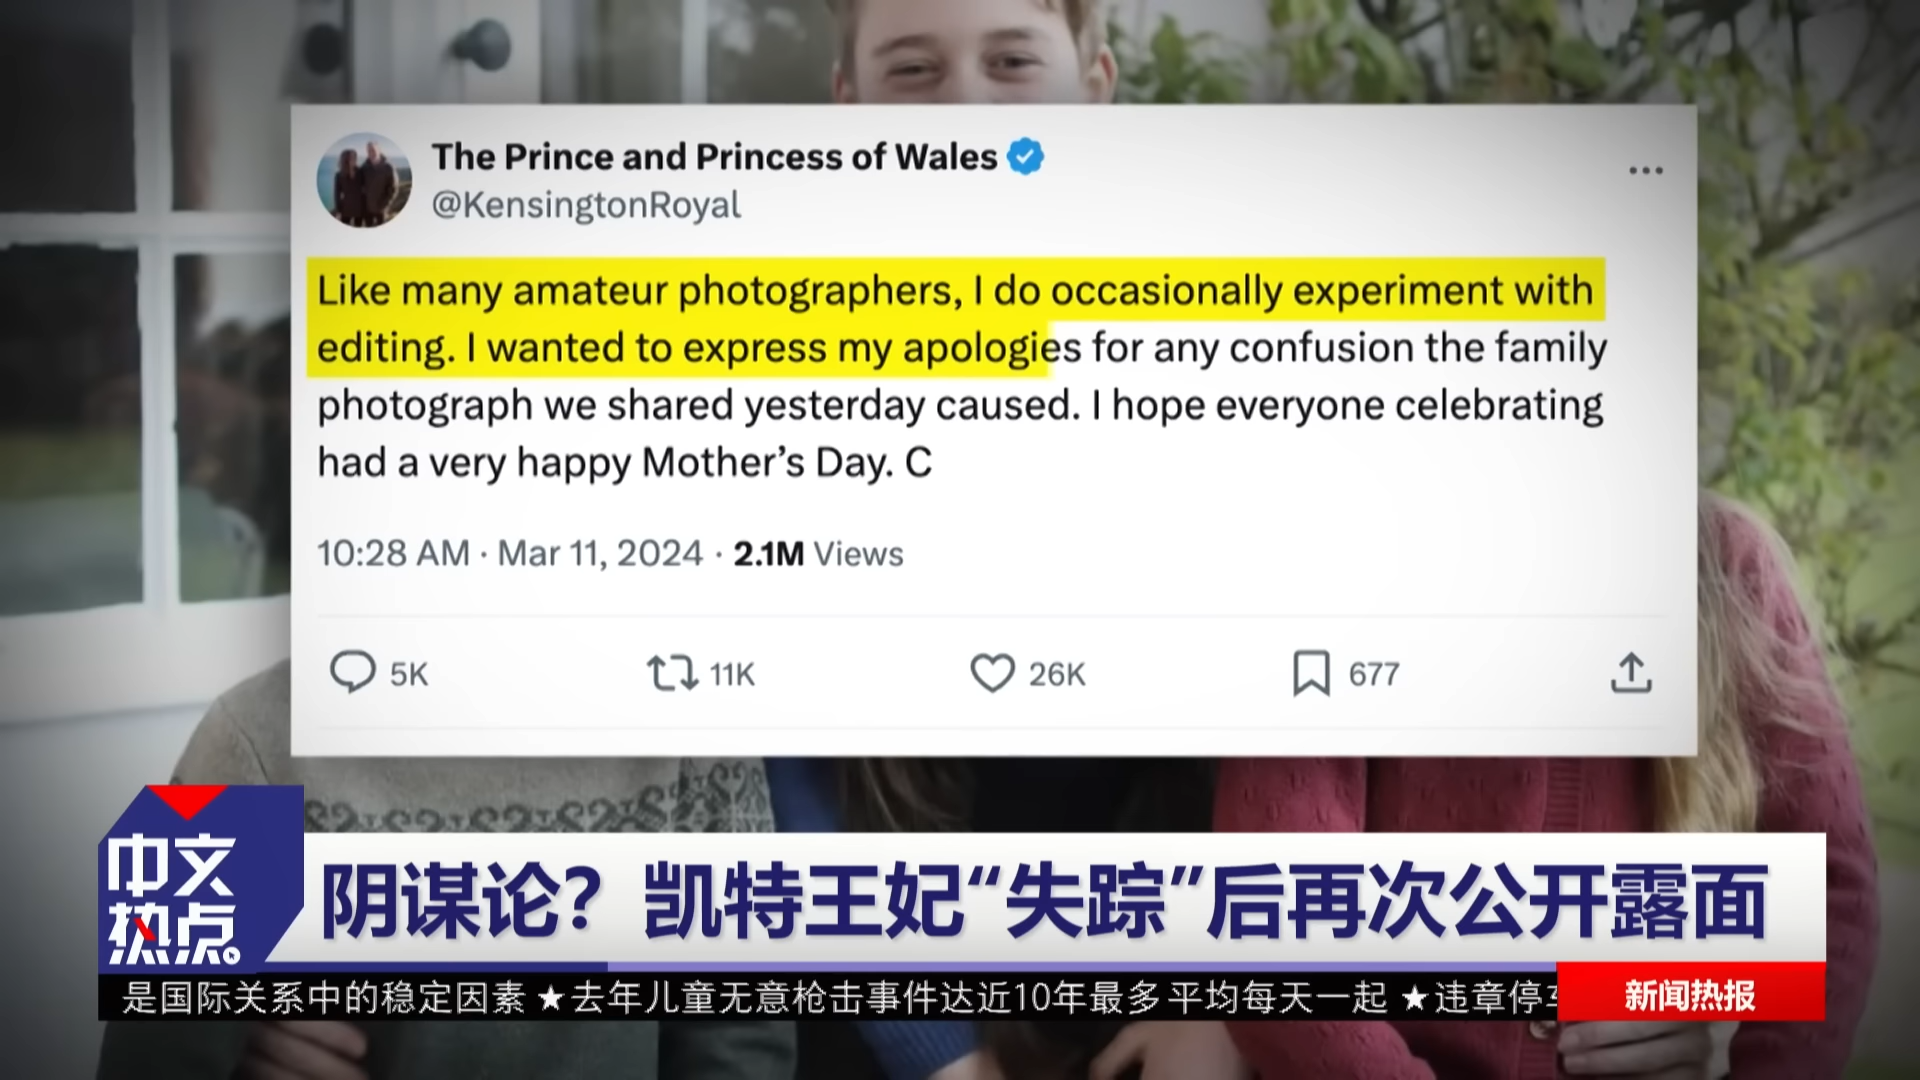 The Prince and Princess of Wales
@KensingtonRoyal
Like many amateur photographers, I do occasionally experiment with
editing. I wanted to express my apologies for any confusion the family
photograph we shared yesterday caused. I hope everyone celebrating
had a very happy Mother’s Day. C
10:28 AM · Mar 11, 2024 · 2.1M Views
5K 11K 26K 677
中文
热点
阴谋论？凯特王妃“失踪”后再次公开露面
是国际关系中的稳定因素 ★去年儿童无意枪击事件达近10年最多 平均每天一起 ★违章停
新闻热报